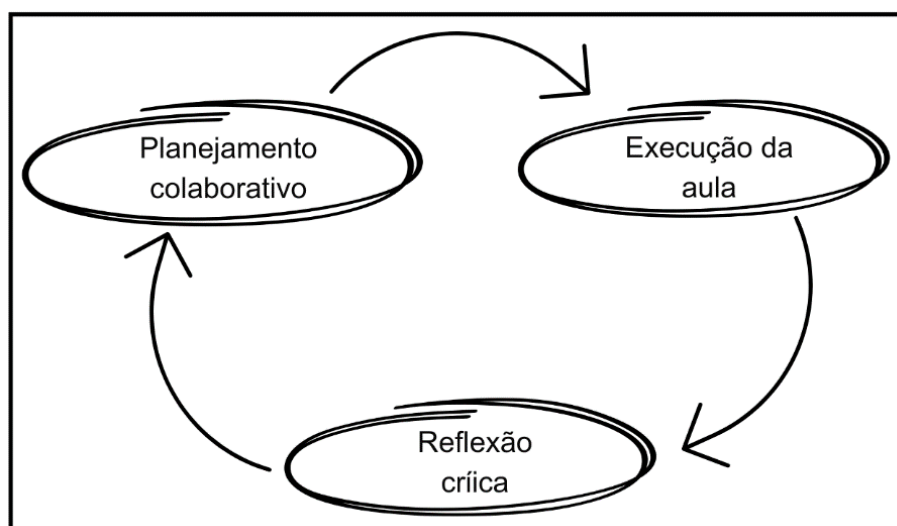 Planejamento
colaborativo
Execução da
aula
Reflexão
críica